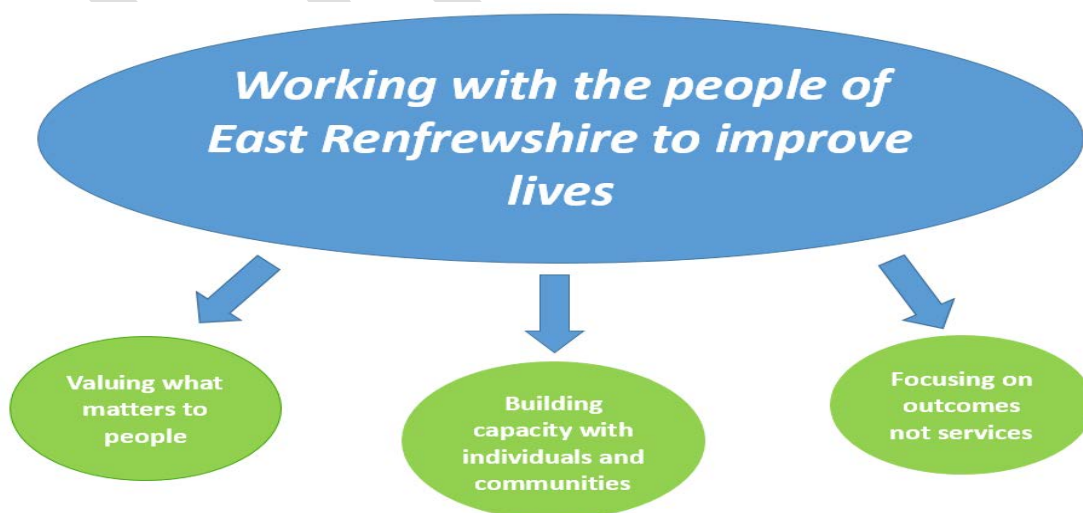 Working with the people of
East Renfrewshire to improve
lives
Valuing what
matters to
people
Building
capacity with
individuals and
communities
Focusing on
outcomes
not services